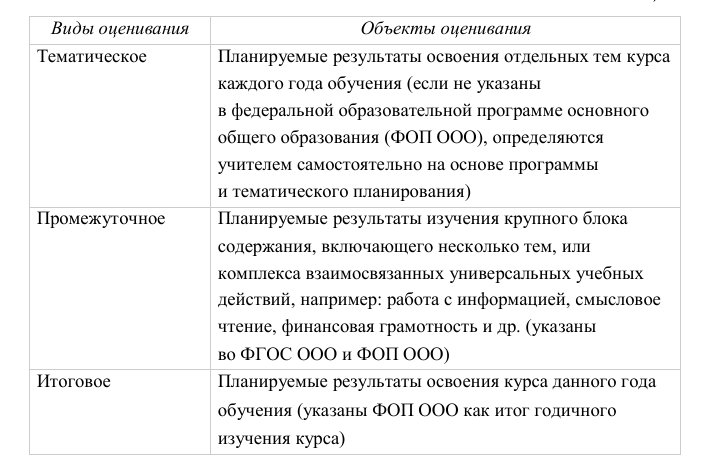 Виды оценивания
Объекты оценивания
Тематическое
Планируемые результаты освоения отдельных тем курса
каждого года обучения (если не указаны
в федеральной образовательной программе основного
общего образования (ФОП ООО), определяются
учителем самостоятельно на основе программы
и тематического планирования)
Промежуточное
Планируемые результаты изучения крупного блока
содержания, включающего несколько тем, или
комплекса взаимосвязанных универсальных учебных
действий, например: работа с информацией, смысловое
чтение, финансовая грамотность и др. (указаны
во ФГОС ООО и ФОП ООО)
Итоговое
Планируемые результаты освоения курса данного года
обучения (указаны ФОП ООО как итог годичного
изучения курса)